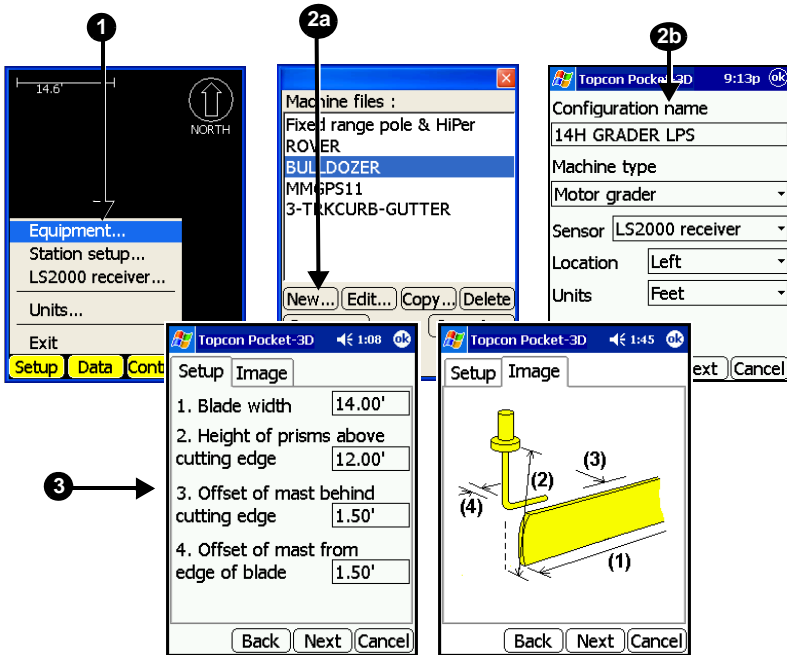 1
2a
2b
14.6'
NORTH
Equipment...
Station setup...
LS2000 receiver...
Units...
Exit
Setup
Data
Machine files :
Fixed range pole & HiPer
ROVER
BULLDOZER
MMGPS11
3-TRKCURB-GUTTER
New...
Edit...
Copy...
Delete
Topcon Pocket-3D 9:13p ok
Configuration name
14H GRADER LPS
Machine type
Motor grader
Sensor LS2000 receiver
Location Left
Units Feet
Cancel
3
Topcon Pocket-3D 1:08 ok
Setup Image
1. Blade width 14.00'
2. Height of prisms above
cutting edge 12.00'
3. Offset of mast behind
cutting edge 1.50'
4. Offset of mast from
edge of blade 1.50'
Back Next Cancel
Topcon Pocket-3D 1:45 ok
Setup Image
(2)
(3)
(4)
(1)
Back Next Cancel